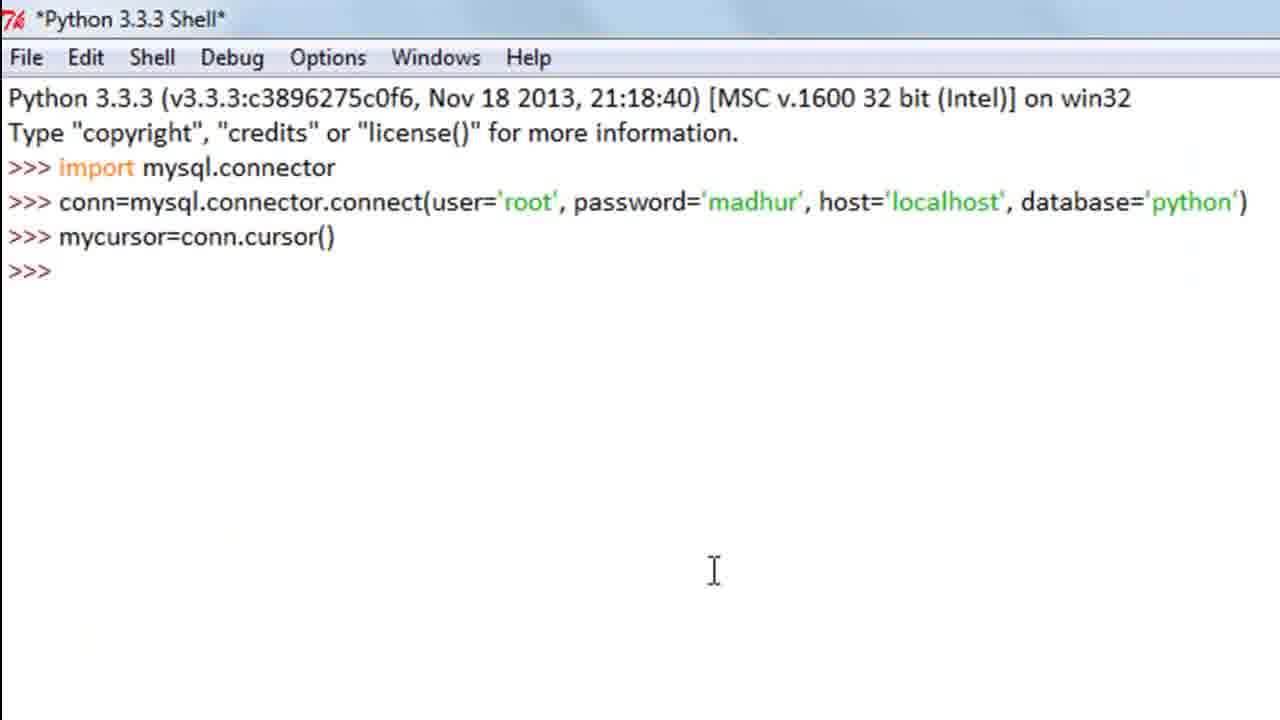 *Python 3.3.3 Shell*
File Edit Shell Debug Options Windows Help
Python 3.3.3 (v3.3.3:c3896275c0f6, Nov 18 2013, 21:18:40) [MSC v.1600 32 bit (Intel)] on win32
Type "copyright", "credits" or "license()" for more information.
>>> import mysql.connector
>>> conn=mysql.connector.connect(user='root', password='madhur', host='localhost', database='python')
>>> mycursor=conn.cursor()
>>>